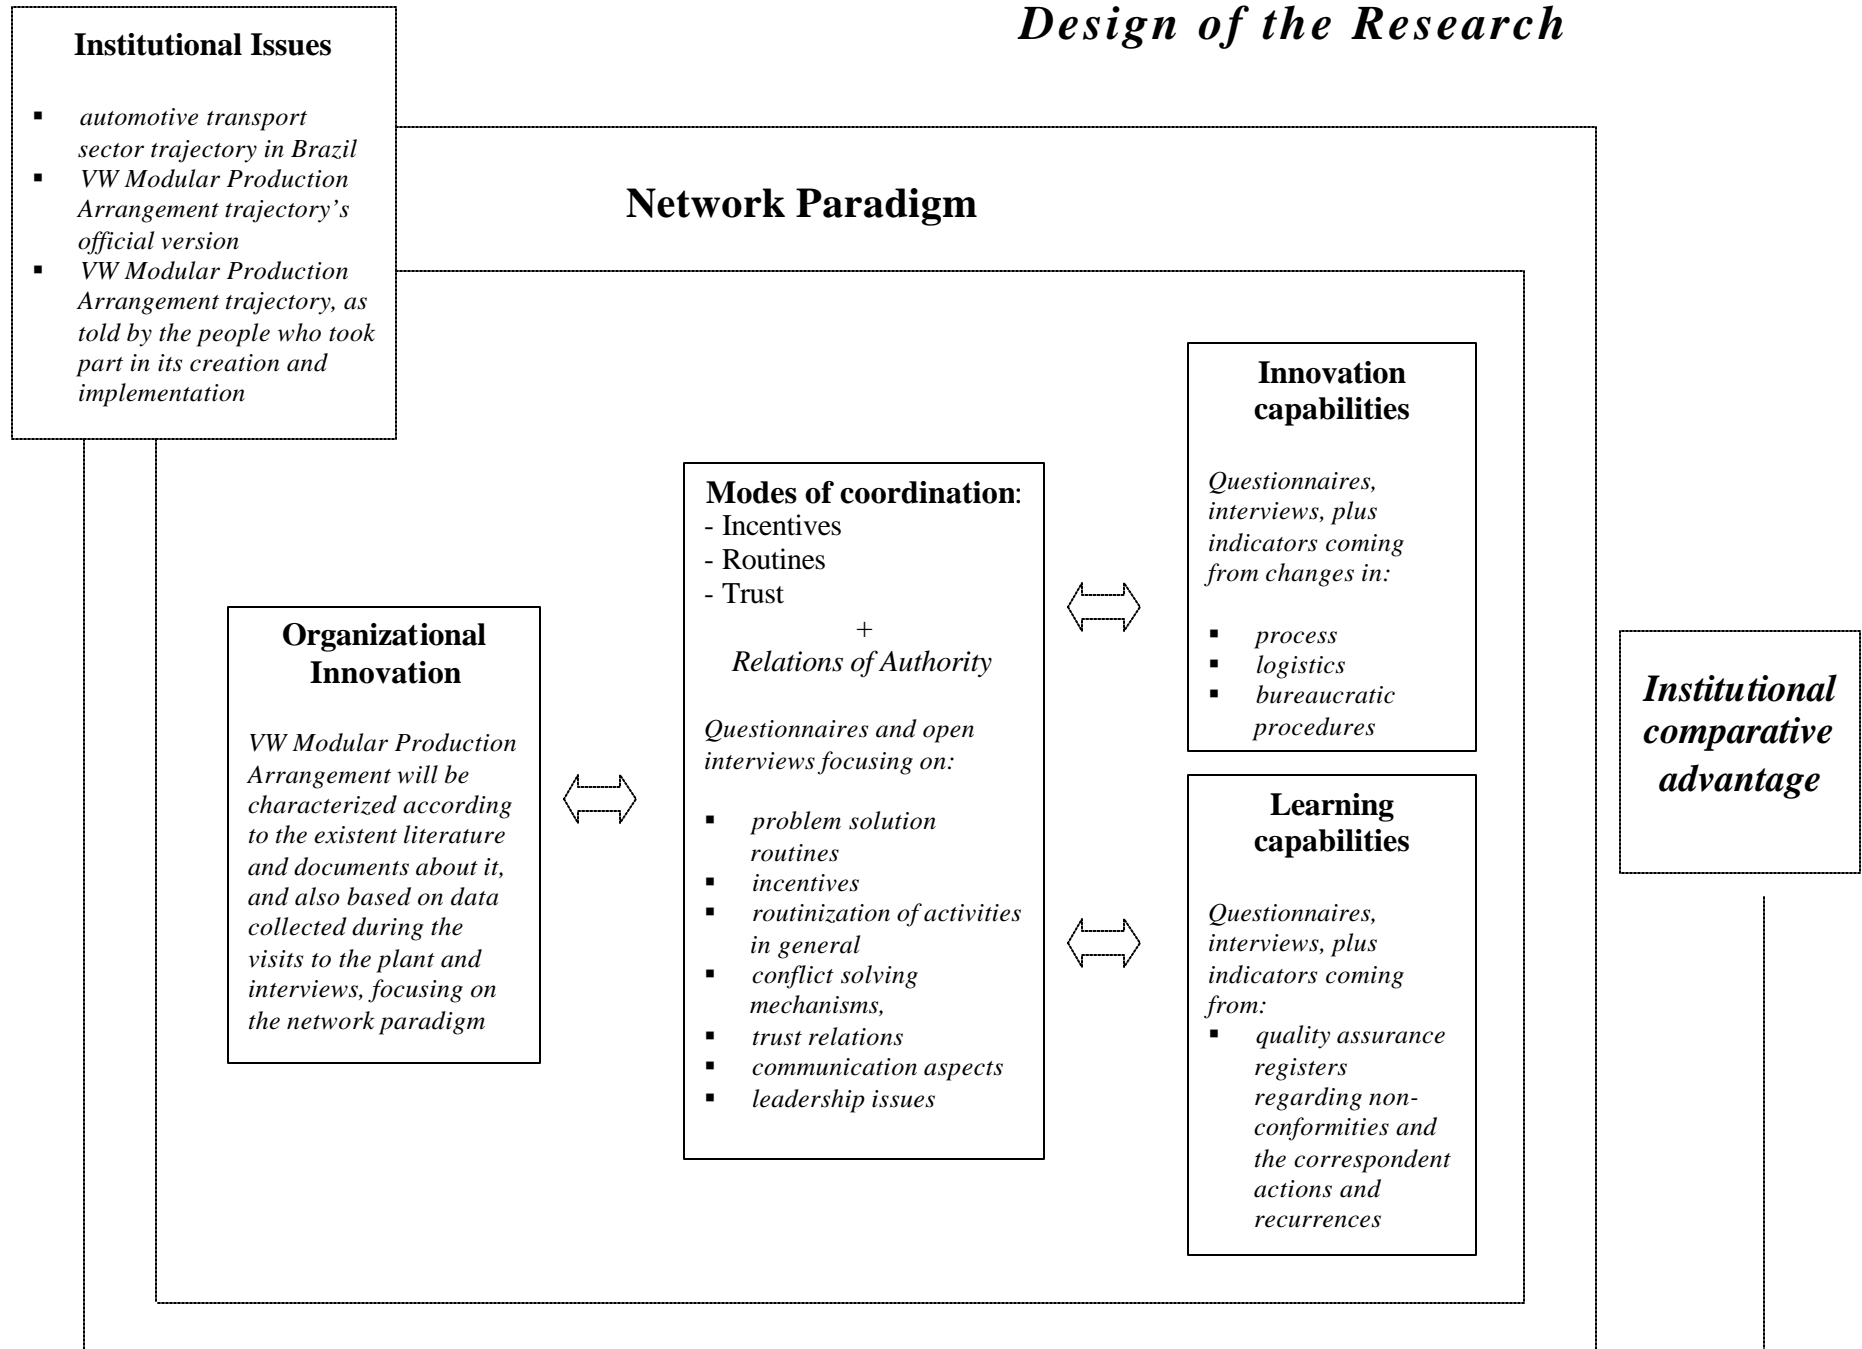 Design of the Research
Institutional Issues
▪ automotive transport
sector trajectory in Brazil
▪ VW Modular Production
Arrangement trajectory’s
official version
▪ VW Modular Production
Arrangement trajectory, as
told by the people who took
part in its creation and
implementation
Network Paradigm
Organizational
Innovation
VW Modular Production
Arrangement will be
characterized according
to the existent literature
and documents about it,
and also based on data
collected during the
visits to the plant and
interviews, focusing on
the network paradigm
Modes of coordination:
- Incentives
- Routines
- Trust
+
Relations of Authority
Questionnaires and open
interviews focusing on:
▪ problem solution
routines
▪ incentives
▪ routinization of activities
in general
▪ conflict solving
mechanisms,
▪ trust relations
▪ communication aspects
▪ leadership issues
Innovation
capabilities
Questionnaires,
interviews, plus
indicators coming
from changes in:
▪ process
▪ logistics
▪ bureaucratic
procedures
Learning
capabilities
Questionnaires,
interviews, plus
indicators coming
from:
▪ quality assurance
registers
regarding non-
conformities and
the correspondent
actions and
recurrences
Institutional
comparative
advantage